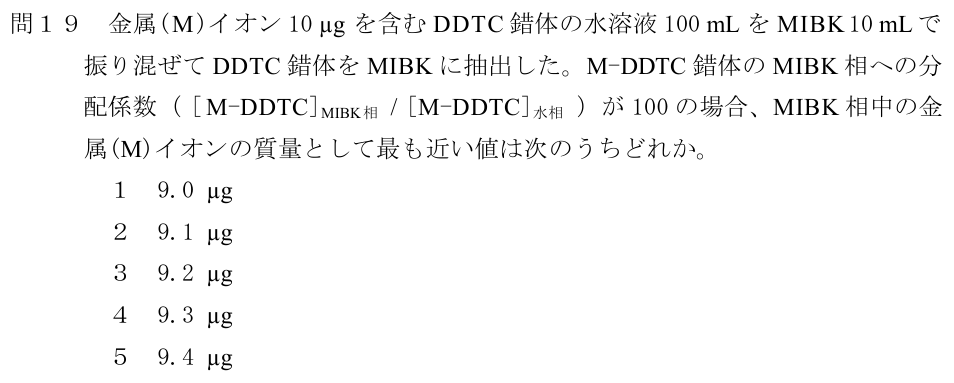 問１９　金属(M)イオン 10 µg を含む DDTC 錯体の水溶液 100 mL を MIBK 10 mL で
振り混ぜて DDTC 錯体を MIBK に抽出した。M-DDTC 錯体の MIBK 相への分
配係数（ [M-DDTC]MIBK相 / [M-DDTC]水相 ）が 100 の場合、MIBK 相中の金
属(M)イオンの質量として最も近い値は次のうちどれか。
１　9.0 µg
２　9.1 µg
３　9.2 µg
４　9.3 µg
５　9.4 µg